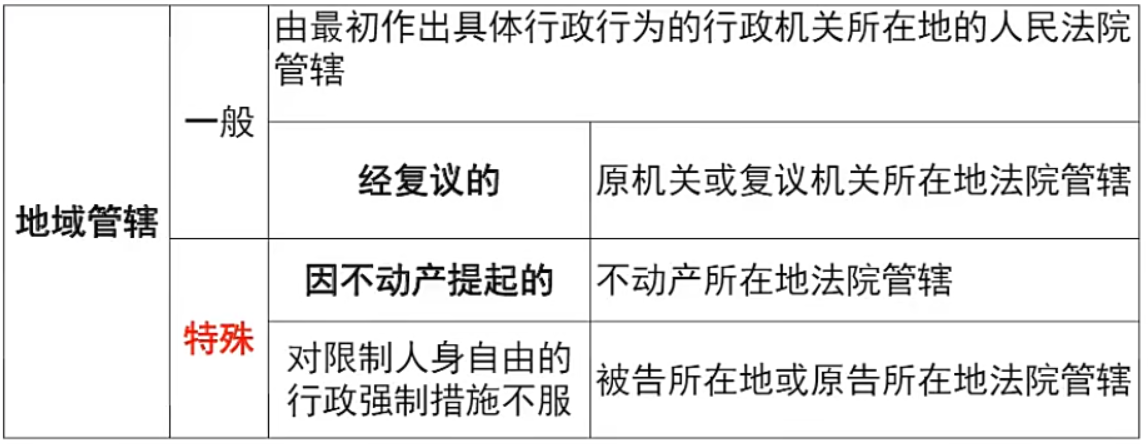 地域管辖
一般
由最初作出具体行政行为的行政机关所在地的人民法院
管辖
经复议的
原机关或复议机关所在地法院管辖
特殊
因不动产提起的
不动产所在地法院管辖
对限制人身自由的
行政强制措施不服
被告所在地或原告所在地法院管辖